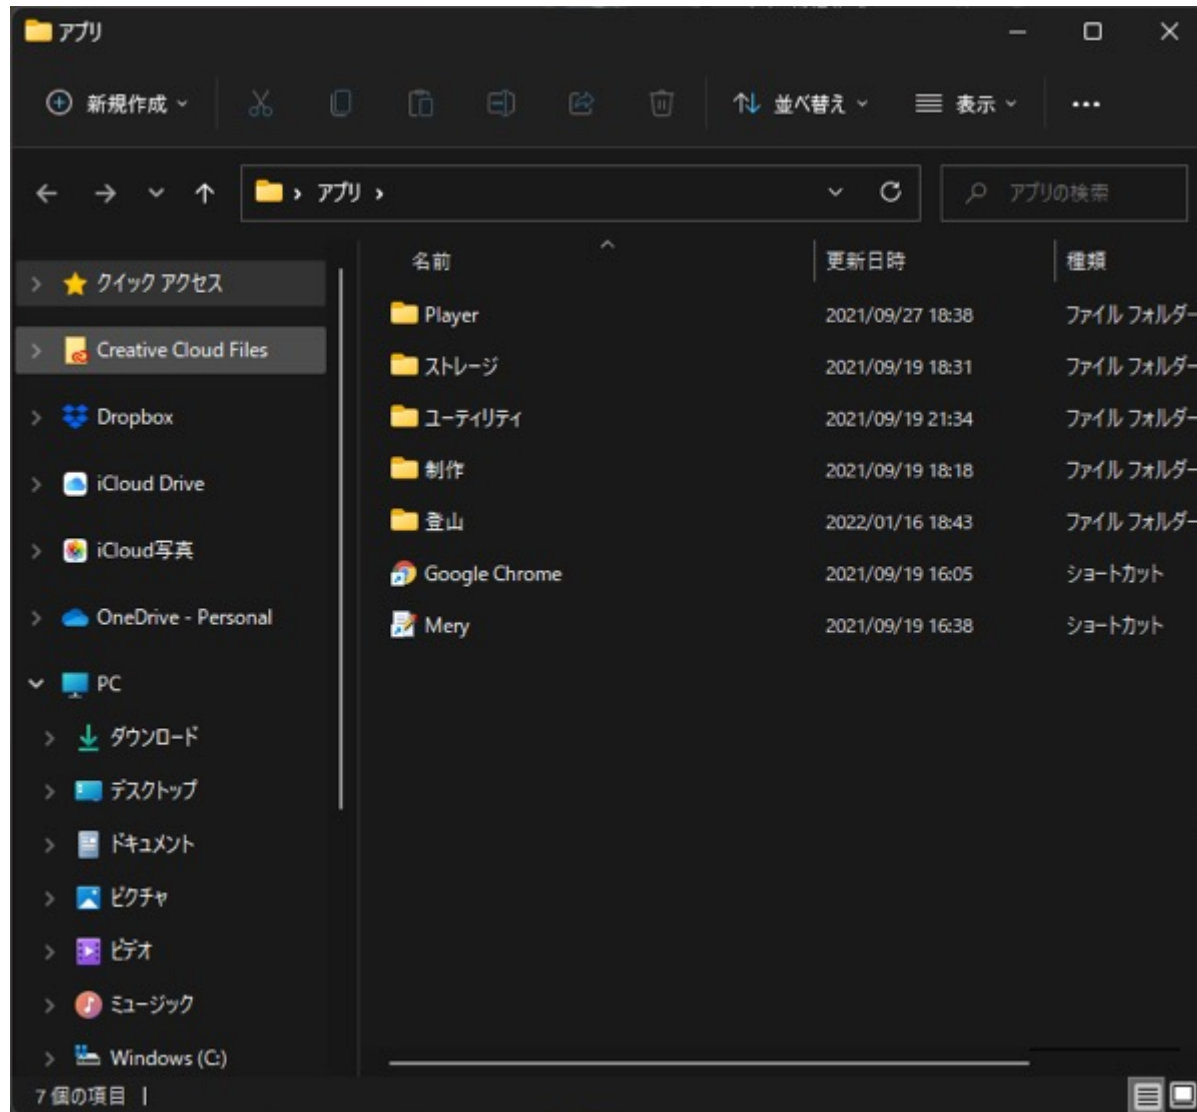 アプリ
新規作成
並べ替え
表示
アプリ
アプリの検索
クイック アクセス
Creative Cloud Files
Dropbox
iCloud Drive
iCloud写真
OneDrive - Personal
PC
ダウンロード
デスクトップ
ドキュメント
ピクチャ
ビデオ
ミュージック
Windows (C:)
名前 更新日時 種類
Player 2021/09/27 18:38 ファイル フォルダー
ストレージ 2021/09/19 18:31 ファイル フォルダー
ユーティリティ 2021/09/19 21:34 ファイル フォルダー
制作 2021/09/19 18:18 ファイル フォルダー
登山 2022/01/16 18:43 ファイル フォルダー
Google Chrome 2021/09/19 16:05 ショートカット
Mery 2021/09/19 16:38 ショートカット
7 個の項目